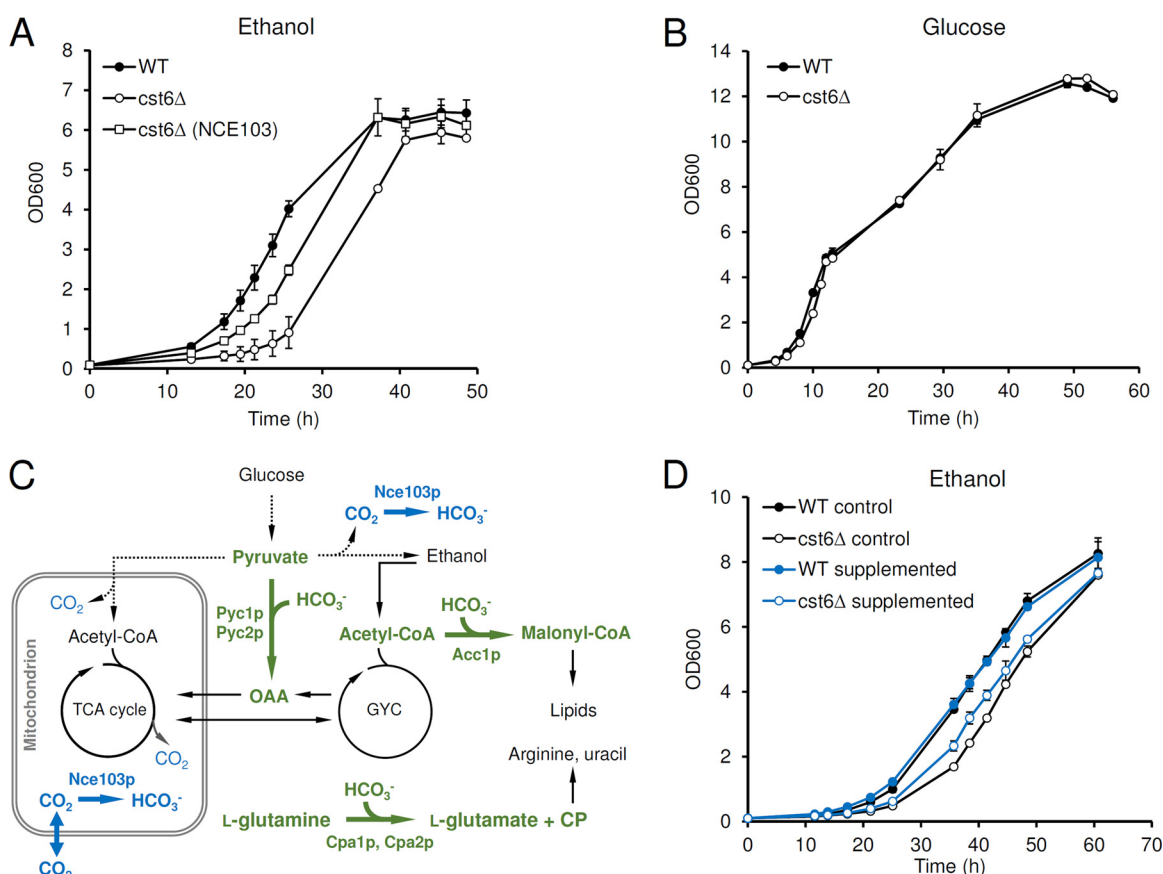 A
Ethanol
WT
cst6Δ
cst6Δ (NCE103)
OD600
8
7
6
5
4
3
2
1
0
0 10 20 30 40 50
Time (h)
B
Glucose
WT
cst6Δ
OD600
14
12
10
8
6
4
2
0
0 10 20 30 40 50 60
Time (h)
C
Glucose
Nce103p
CO2 HCO3-
Pyruvate
Ethanol
CO2
Pyc1p
Pyc2p
HCO3-
HCO3-
Acetyl-CoA
Acetyl-CoA
Malonyl-CoA
Acc1p
OAA
TCA cycle
GYC
Lipids
Mitochondrion
CO2
Arginine, uracil
Nce103p
CO2 HCO3-
HCO3-
L-glutamine
L-glutamate + CP
Cpa1p, Cpa2p
CO2
D
Ethanol
WT control
cst6Δ control
WT supplemented
cst6Δ supplemented
OD600
10
8
6
4
2
0
0 10 20 30 40 50 60 70
Time (h)